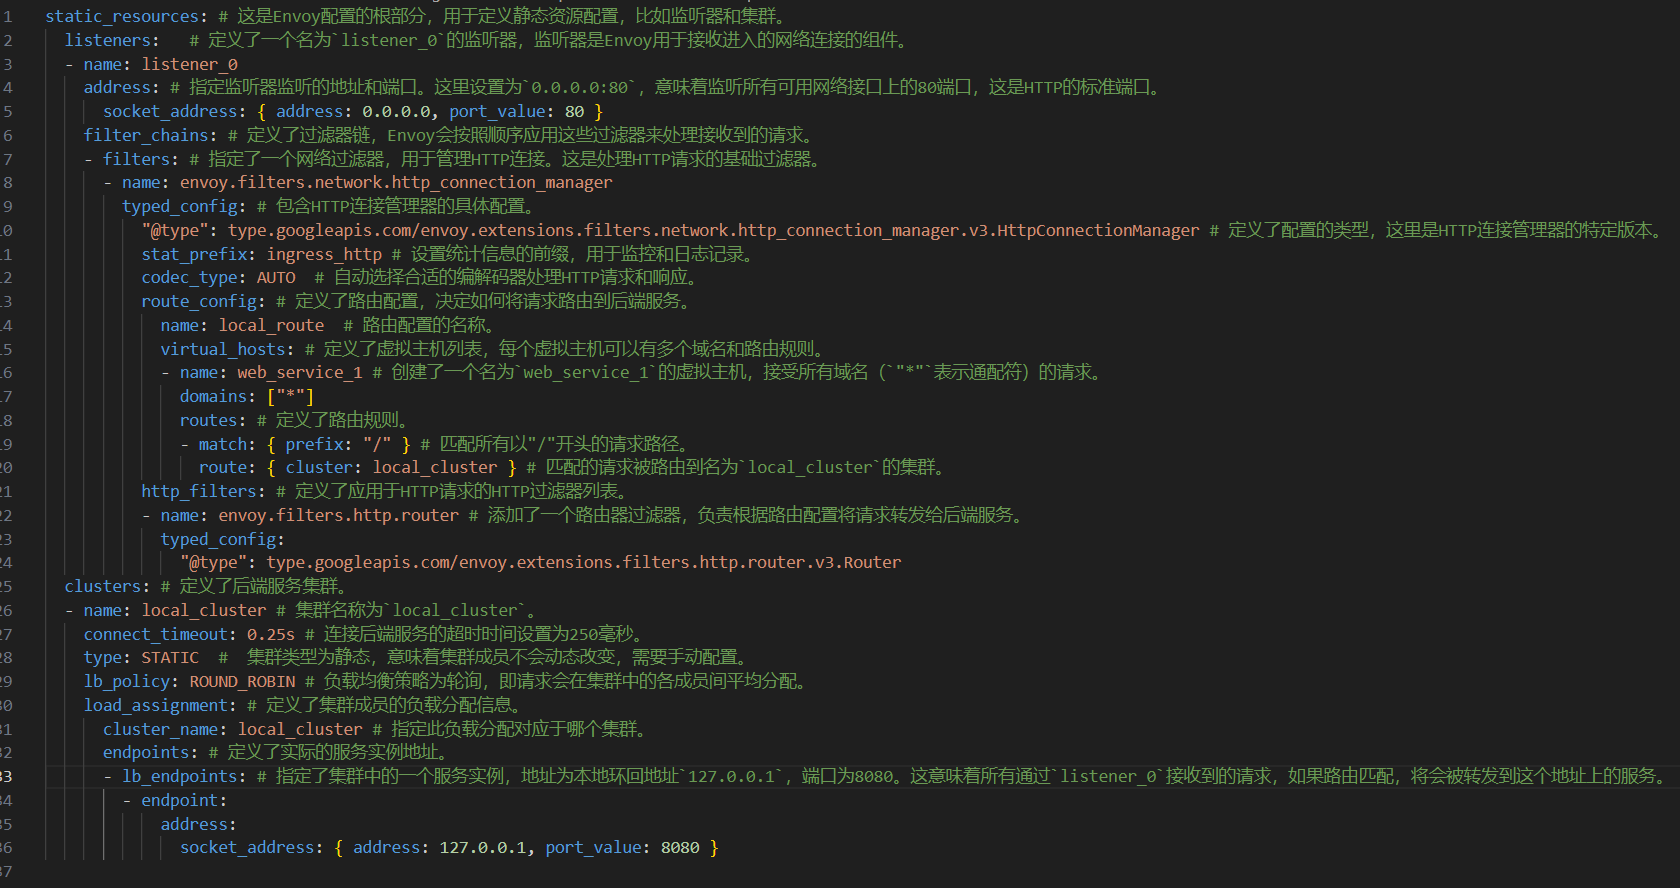 1 static_resources: # 这是Envoy配置的根部分，用于定义静态资源配置，比如监听器和集群。
2   listeners:   # 定义了一个名为`listener_0`的监听器，监听器是Envoy用于接收进入的网络连接的组件。
3   - name: listener_0
4     address: # 指定监听器监听的地址和端口。这里设置为`0.0.0.0:80`，意味着监听所有可用网络接口上的80端口，这是HTTP的标准端口。
5       socket_address: { address: 0.0.0.0, port_value: 80 }
6     filter_chains: # 定义了过滤器链，Envoy会按照顺序应用这些过滤器来处理接收到的请求。
7     - filters: # 指定了一个网络过滤器，用于管理HTTP连接。这是处理HTTP请求的基础过滤器。
8       - name: envoy.filters.network.http_connection_manager
9         typed_config: # 包含HTTP连接管理器的具体配置。
10           "@type": type.googleapis.com/envoy.extensions.filters.network.http_connection_manager.v3.HttpConnectionManager # 定义了配置的类型，这里是HTTP连接管理器的特定版本。
11           stat_prefix: ingress_http # 设置统计信息的前缀，用于监控和日志记录。
12           codec_type: AUTO  # 自动选择合适的编解码器处理HTTP请求和响应。
13           route_config: # 定义了路由配置，决定如何将请求路由到后端服务。
14             name: local_route  # 路由配置的名称。
15             virtual_hosts: # 定义了虚拟主机列表，每个虚拟主机可以有多个域名和路由规则。
16             - name: web_service_1 # 创建了一个名为`web_service_1`的虚拟主机，接受所有域名（`"*"`表示通配符）的请求。
17               domains: ["*"]
18               routes: # 定义了路由规则。
19               - match: { prefix: "/" } # 匹配所有以"/"开头的请求路径。
20                 route: { cluster: local_cluster } # 匹配的请求被路由到名为`local_cluster`的集群。
21           http_filters: # 定义了应用于HTTP请求的HTTP过滤器列表。
22           - name: envoy.filters.http.router # 添加了一个路由器过滤器，负责根据路由配置将请求转发给后端服务。
23             typed_config:
24               "@type": type.googleapis.com/envoy.extensions.filters.http.router.v3.Router
25   clusters: # 定义了后端服务集群。
26   - name: local_cluster # 集群名称为`local_cluster`。
27     connect_timeout: 0.25s # 连接后端服务的超时时间设置为250毫秒。
28     type: STATIC  #  集群类型为静态，意味着集群成员不会动态改变，需要手动配置。
29     lb_policy: ROUND_ROBIN # 负载均衡策略为轮询，即请求会在集群中的各成员间平均分配。
30     load_assignment: # 定义了集群成员的负载分配信息。
31       cluster_name: local_cluster # 指定此负载分配对应于哪个集群。
32       endpoints: # 定义了实际的服务实例地址。
33       - lb_endpoints: # 指定了集群中的一个服务实例，地址为本地环回地址`127.0.0.1`，端口为8080。这意味着所有通过`listener_0`接收到的请求，如果路由匹配，将会被转发到这个地址上的服务。
34         - endpoint:
35             address:
36               socket_address: { address: 127.0.0.1, port_value: 8080 }
37